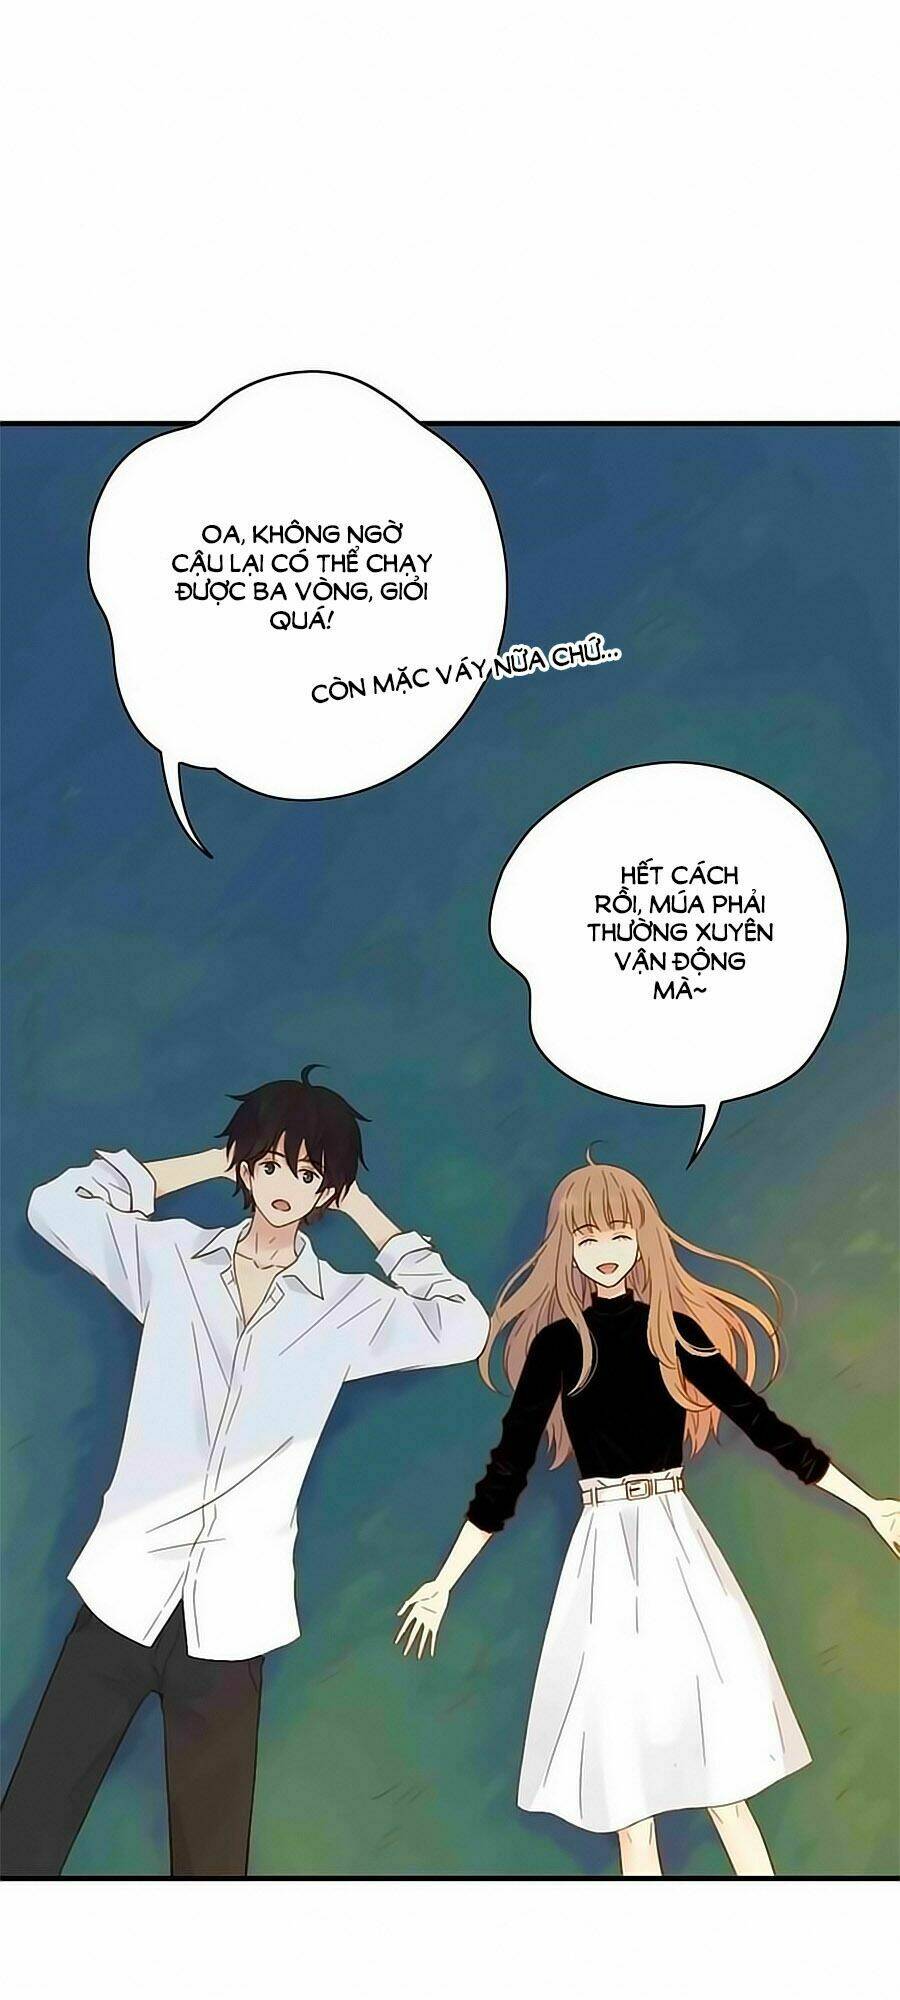 OA, KHÔNG NGỜ
CẬU LẠI CÓ THỂ CHẠY
ĐƯỢC BA VÒNG, GIỎI
QUÁ!
CÒN MẶC VÁY NỮA CHỨ...
HẾT CÁCH
RỒI, MÚA PHẢI
THƯỜNG XUYÊN
VẬN ĐỘNG
MÀ~